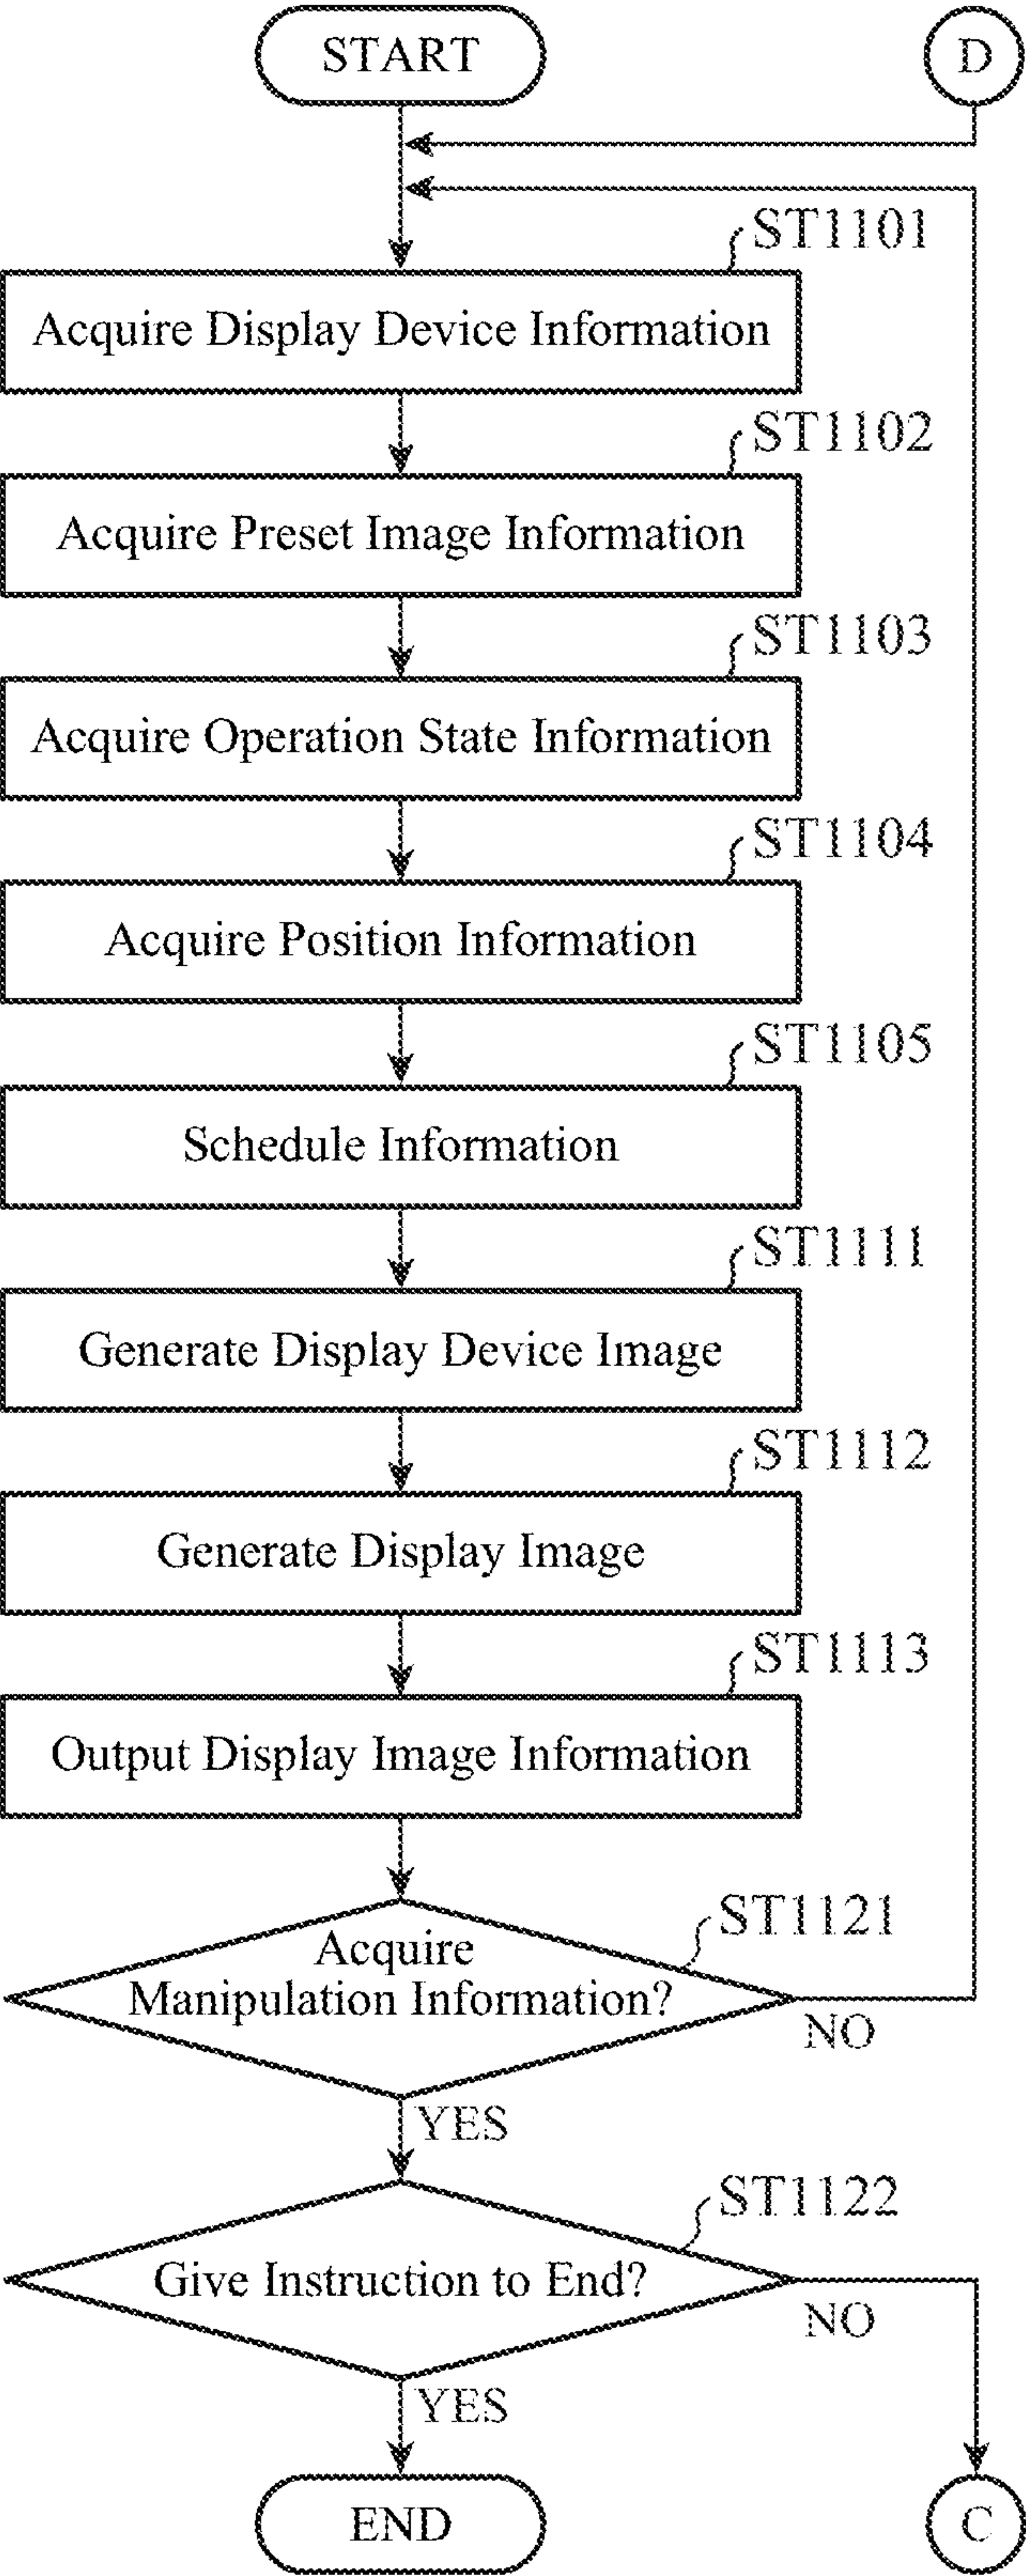 START
D
ST1101
Acquire Display Device Information
ST1102
Acquire Preset Image Information
ST1103
Acquire Operation State Information
ST1104
Acquire Position Information
ST1105
Schedule Information
ST1111
Generate Display Device Image
ST1112
Generate Display Image
ST1113
Output Display Image Information
ST1121
Acquire
Manipulation Information?
NO
YES
ST1122
Give Instruction to End?
NO
YES
END
C